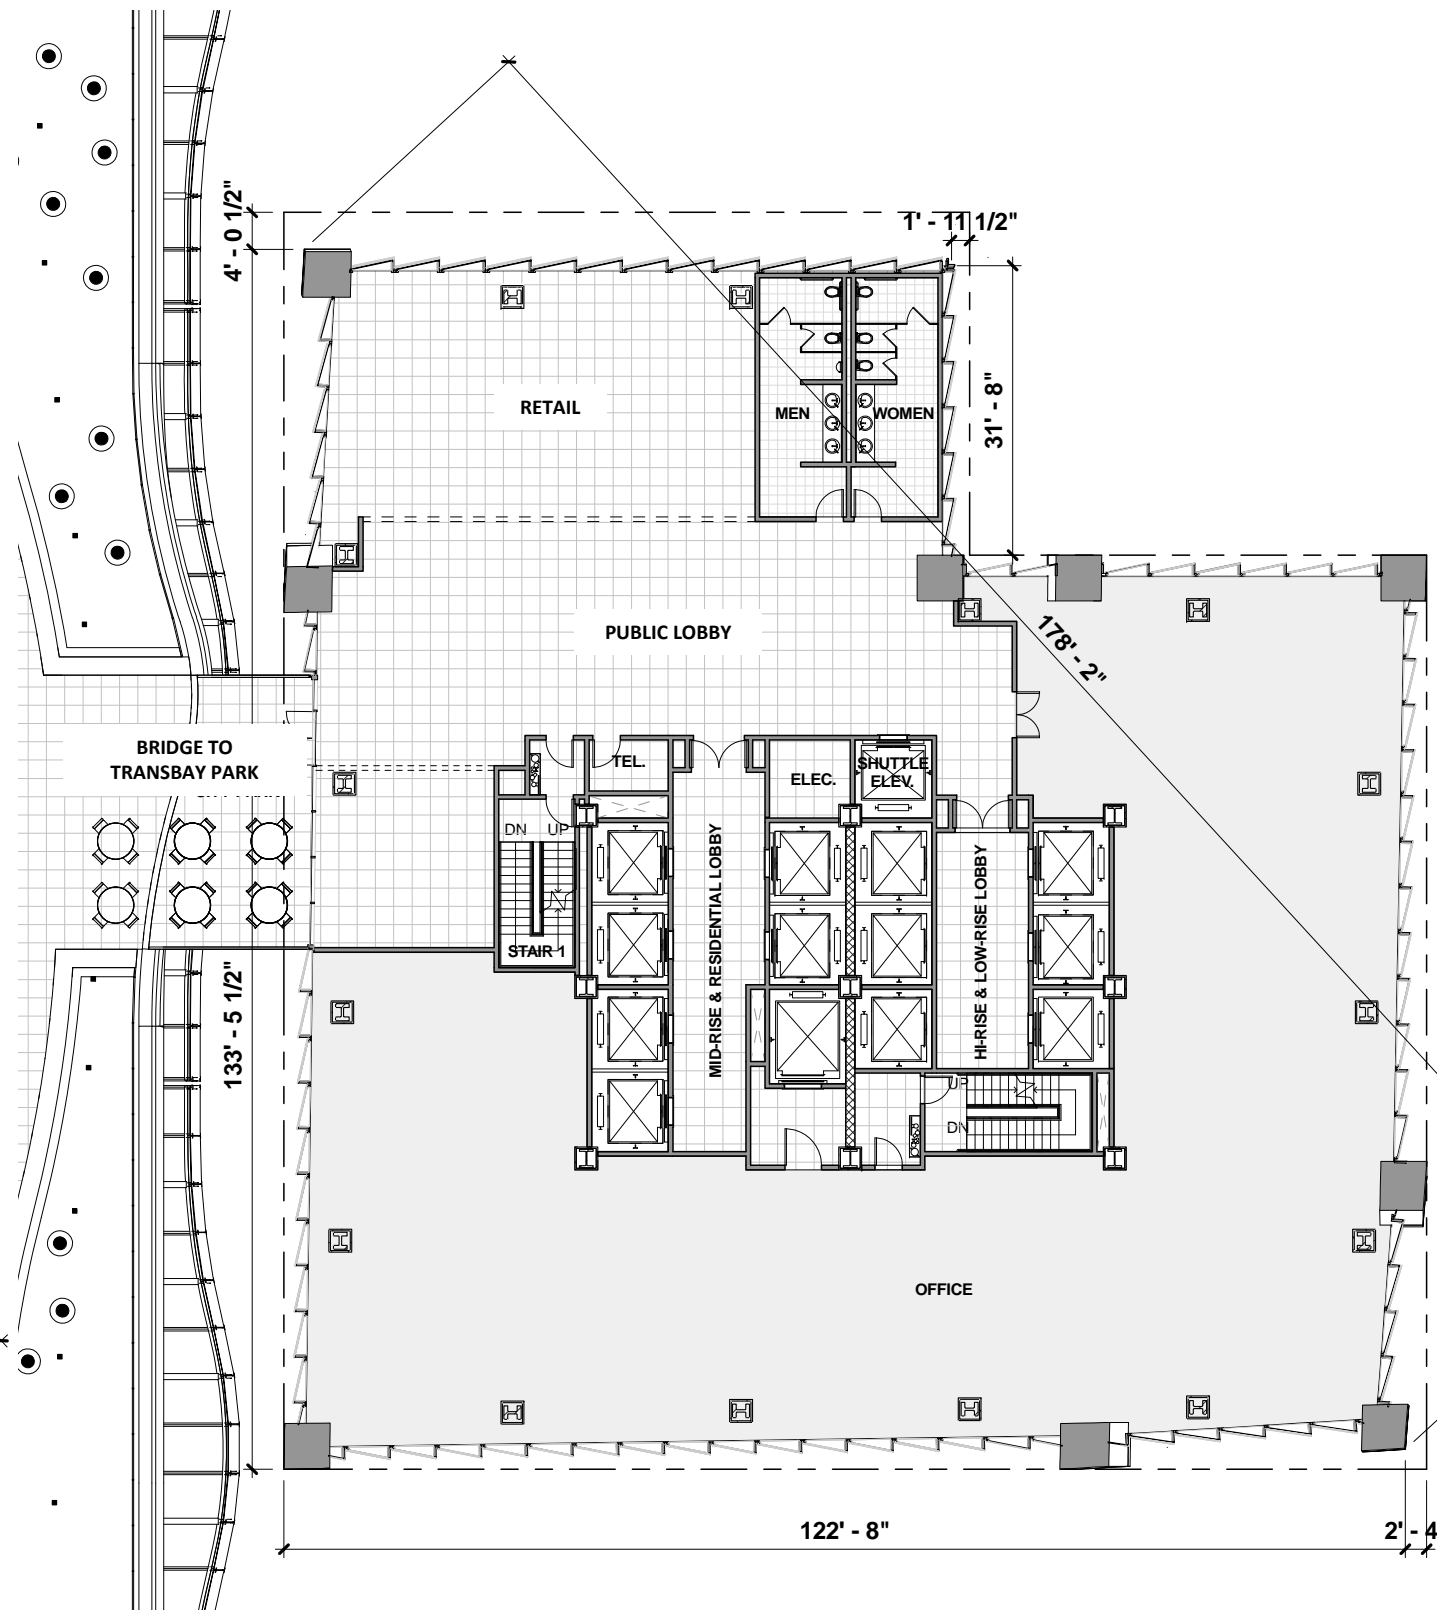 4' - 0 1/2"
1' - 11 1/2"
31' - 8"
RETAIL
MEN
WOMEN
PUBLIC LOBBY
178' - 2"
BRIDGE TO
TRANSBAY PARK
TEL.
ELEC.
SHUTTLE
ELEV.
DN
UP
STAIR 1
MID-RISE & RESIDENTIAL LOBBY
HI-RISE & LOW-RISE LOBBY
133' - 5 1/2"
UP
DN
OFFICE
122' - 8"
2' - 4